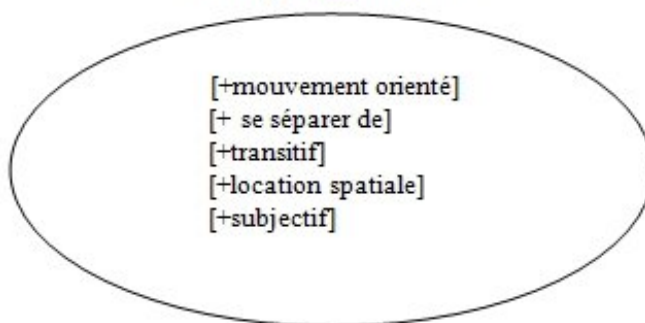 [+mouvement orienté]
[+ se séparer de]
[+transitif]
[+location spatiale]
[+subjectif]